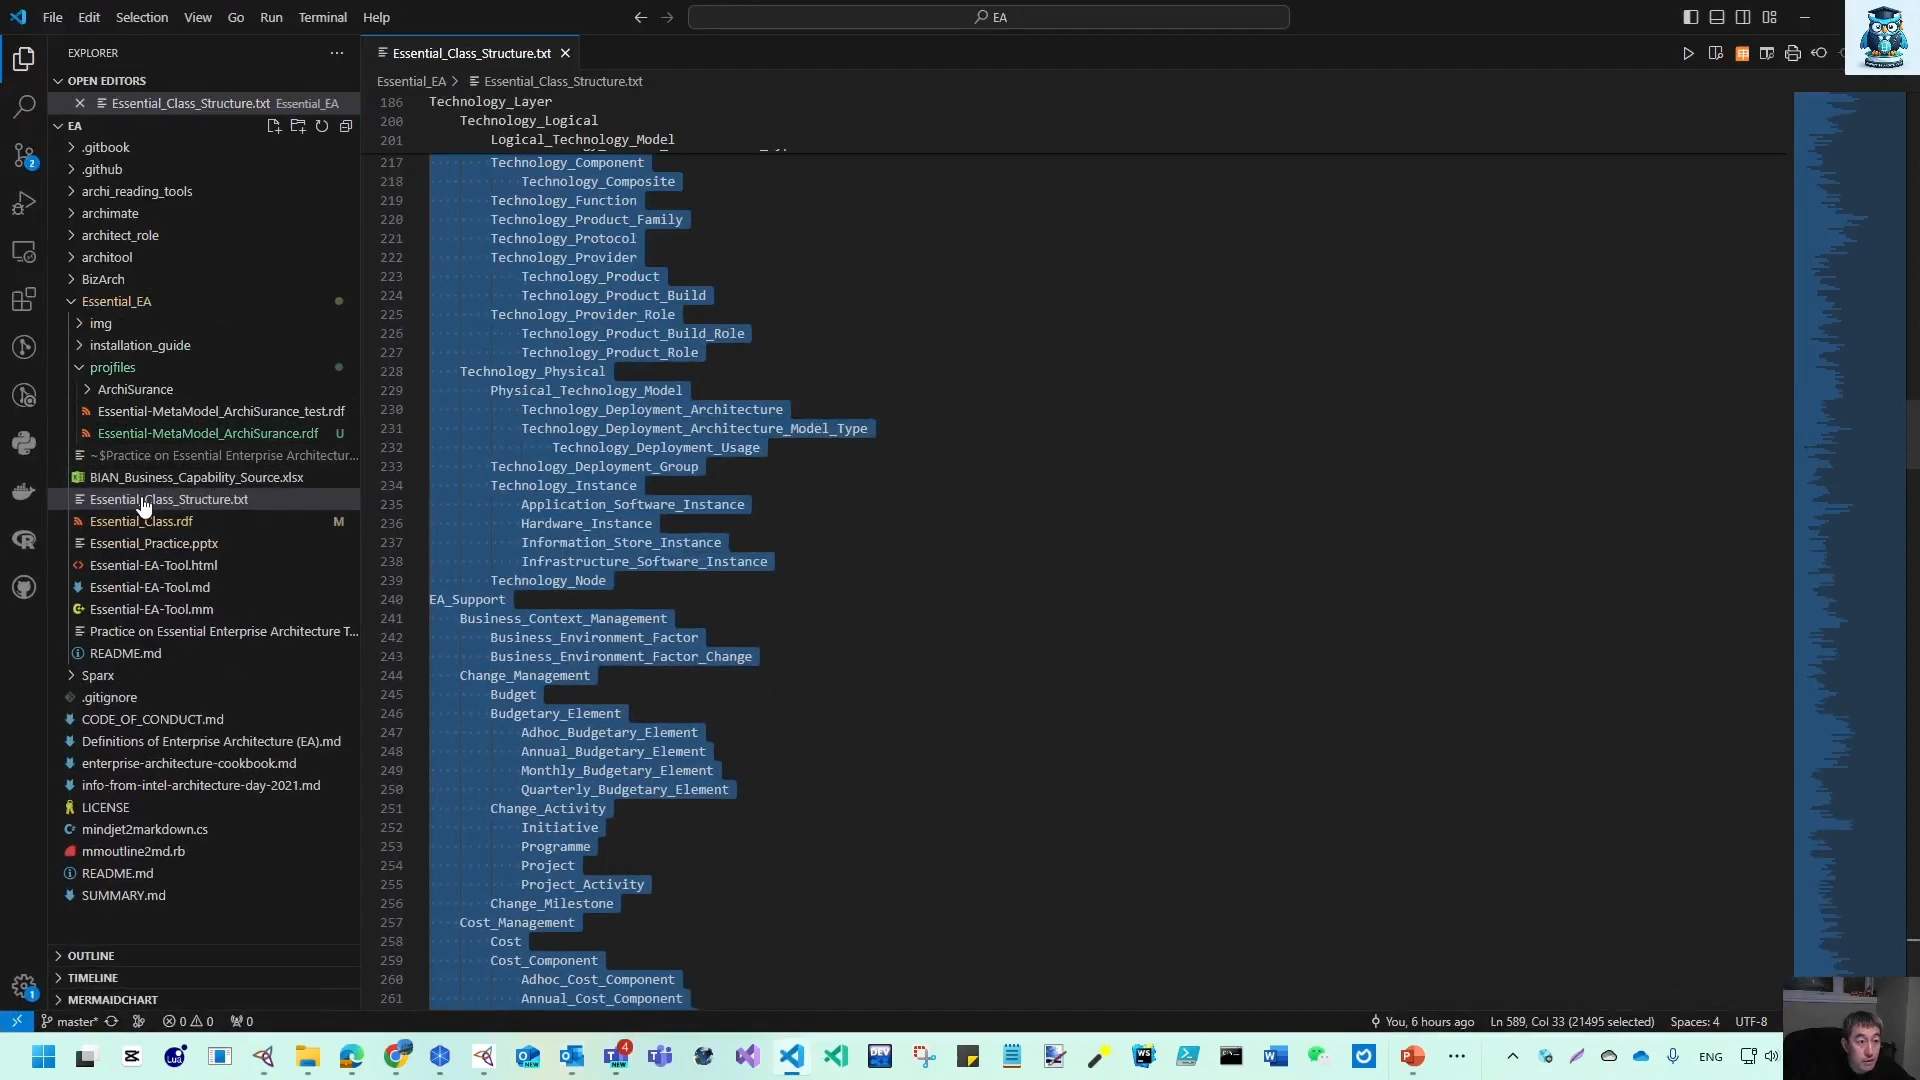 File Edit Selection View Go Run Terminal Help
EA
EXPLORER
OPEN EDITORS
Essential_Class_Structure.txt Essential_EA
EA
.gitbook
.github
archi_reading_tools
archimate
architect_role
architool
BizArch
Essential_EA
img
installation_guide
projfiles
ArchiSurance
Essential-MetaModel_ArchiSurance_test.rdf
Essential-MetaModel_ArchiSurance.rdf U
~$Practice on Essential Enterprise Architectur...
BIAN_Business_Capability_Source.xlsx
Essential_Class_Structure.txt
Essential_Class.rdf M
Essential_Practice.pptx
Essential-EA-Tool.html
Essential-EA-Tool.md
Essential-EA-Tool.mm
Practice on Essential Enterprise Architecture T...
README.md
Sparx
.gitignore
CODE_OF_CONDUCT.md
Definitions of Enterprise Architecture (EA).md
enterprise-architecture-cookbook.md
info-from-intel-architecture-day-2021.md
LICENSE
mindjet2markdown.cs
mmoutline2md.rb
README.md
SUMMARY.md
OUTLINE
TIMELINE
MERMAIDCHART
2
1
Essential_Class_Structure.txt
Essential_EA > Essential_Class_Structure.txt
186 Technology_Layer
200 Technology_Logical
201 Logical_Technology_Model
217 Technology_Component
218 Technology_Composite
219 Technology_Function
220 Technology_Product_Family
221 Technology_Protocol
222 Technology_Provider
223 Technology_Product
224 Technology_Product_Build
225 Technology_Provider_Role
226 Technology_Product_Build_Role
227 Technology_Product_Role
228 Technology_Physical
229 Physical_Technology_Model
230 Technology_Deployment_Architecture
231 Technology_Deployment_Architecture_Model_Type
232 Technology_Deployment_Usage
233 Technology_Deployment_Group
234 Technology_Instance
235 Application_Software_Instance
236 Hardware_Instance
237 Information_Store_Instance
238 Infrastructure_Software_Instance
239 Technology_Node
240 EA_Support
241 Business_Context_Management
242 Business_Environment_Factor
243 Business_Environment_Factor_Change
244 Change_Management
245 Budget
246 Budgetary_Element
247 Adhoc_Budgetary_Element
248 Annual_Budgetary_Element
249 Monthly_Budgetary_Element
250 Quarterly_Budgetary_Element
251 Change_Activity
252 Initiative
253 Programme
254 Project
255 Project_Activity
256 Change_Milestone
257 Cost_Management
258 Cost
259 Cost_Component
260 Adhoc_Cost_Component
261 Annual_Cost_Component
master* 0 0 0 You, 6 hours ago Ln 589, Col 33 (21495 selected) Spaces: 4 UTF-8
Lua NEW NEW 4 DEV WS ENG